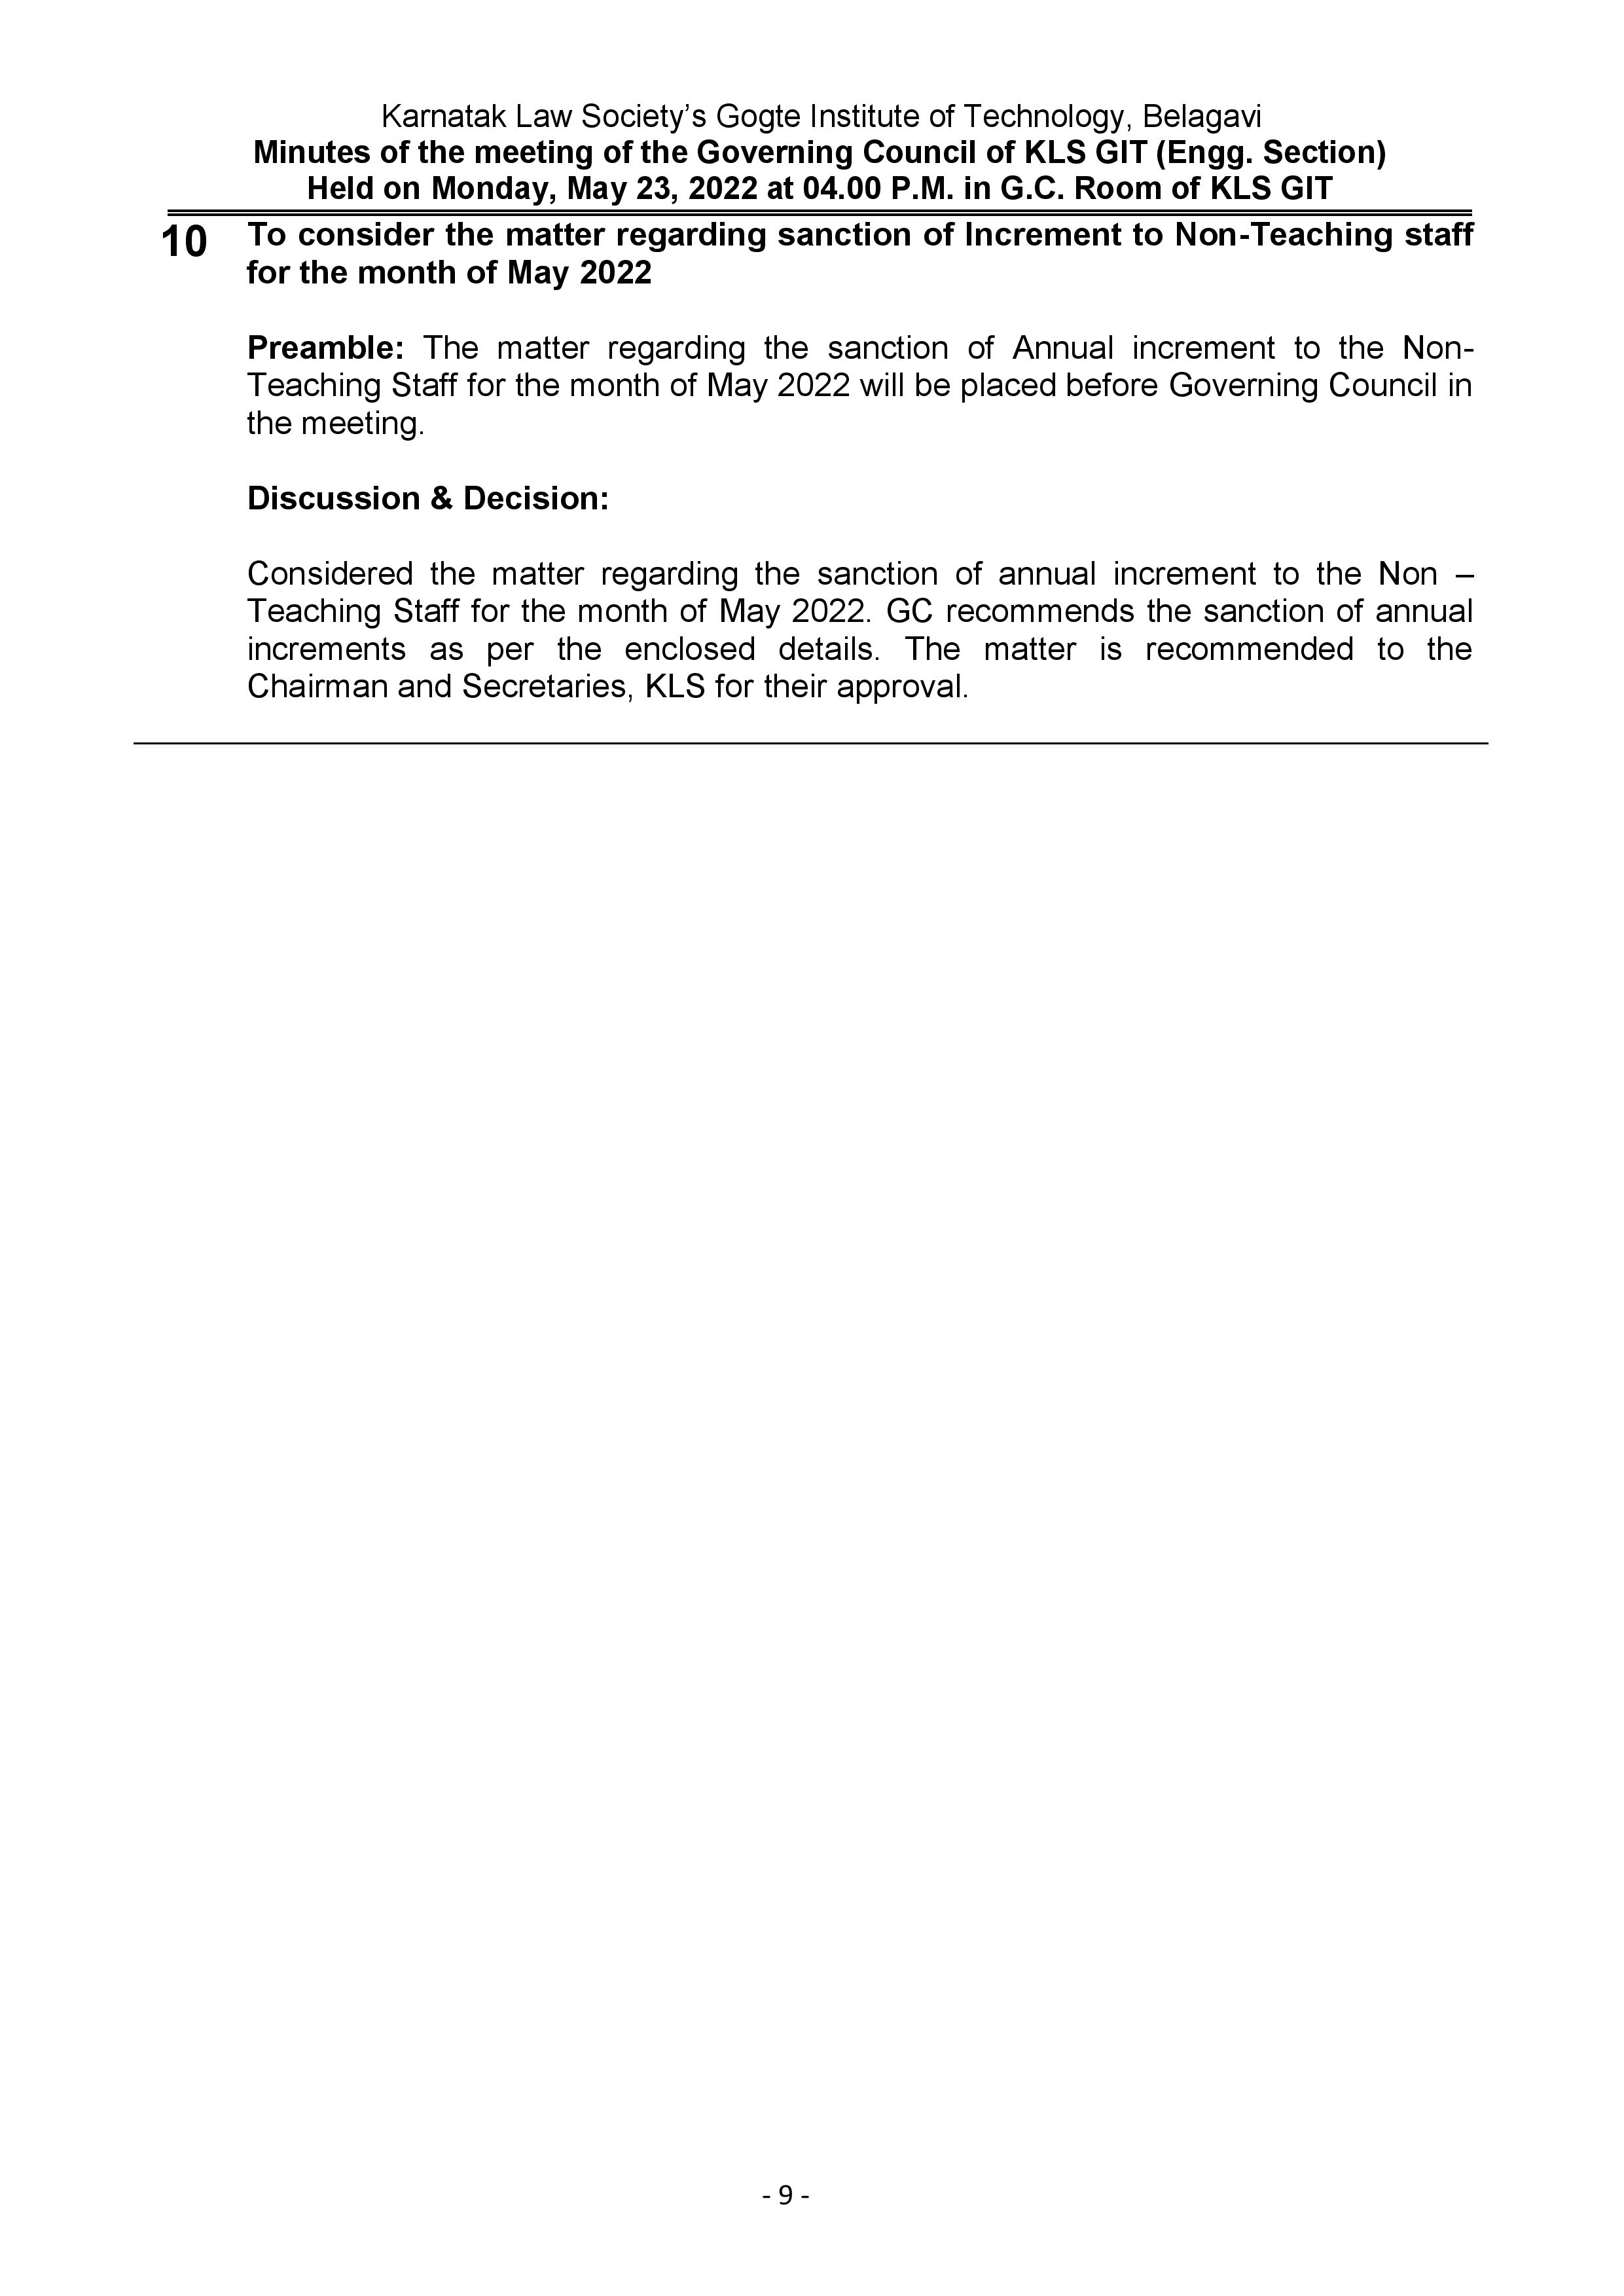 Karnatak Law Society’s Gogte Institute of Technology, Belagavi
Minutes of the meeting of the Governing Council of KLS GIT (Engg. Section)
Held on Monday, May 23, 2022 at 04.00 P.M. in G.C. Room of KLS GIT
10 To consider the matter regarding sanction of Increment to Non-Teaching staff
for the month of May 2022
Preamble: The matter regarding the sanction of Annual increment to the Non-
Teaching Staff for the month of May 2022 will be placed before Governing Council in
the meeting.
Discussion & Decision:
Considered the matter regarding the sanction of annual increment to the Non –
Teaching Staff for the month of May 2022. GC recommends the sanction of annual
increments as per the enclosed details. The matter is recommended to the
Chairman and Secretaries, KLS for their approval.
- 9 -